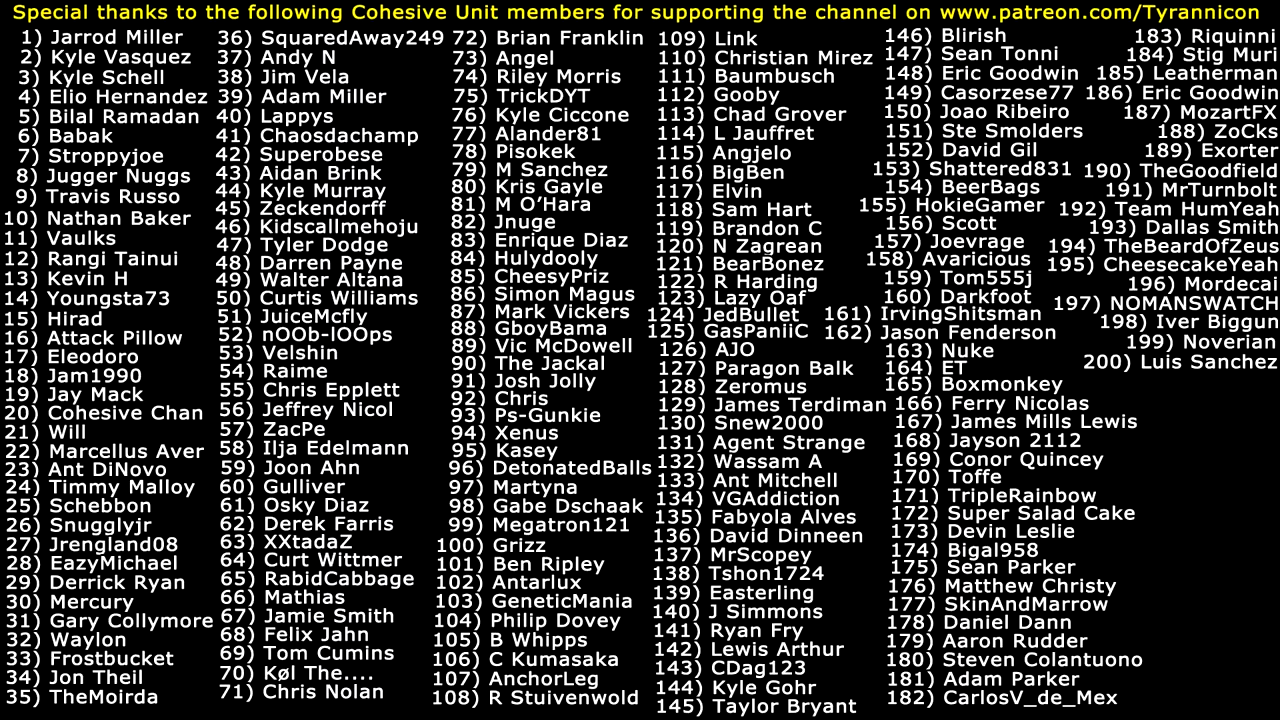 Special thanks to the following Cohesive Unit members for supporting the channel on www.patreon.com/Tyrannicon
1) Jarrod Miller
2) Kyle Vasquez
3) Kyle Schell
4) Elio Hernandez
5) Bilal Ramadan
6) Babak
7) Stroppyjoe
8) Jugger Nuggs
9) Travis Russo
10) Nathan Baker
11) Vaulks
12) Rangi Tainui
13) Kevin H
14) Youngsta73
15) Hirad
16) Attack Pillow
17) Eleodoro
18) Jam1990
19) Jay Mack
20) Cohesive Chan
21) Will
22) Marcellus Aver
23) Ant DiNovo
24) Timmy Malloy
25) Schebbon
26) Snugglyjr
27) Jrengland08
28) EazyMichael
29) Derrick Ryan
30) Mercury
31) Gary Collymore
32) Waylon
33) Frostbucket
34) Jon Theil
35) TheMoirda
36) SquaredAway249
37) Andy N
38) Jim Vela
39) Adam Miller
40) Lappys
41) Chaosdachamp
42) Superobese
43) Aidan Brink
44) Kyle Murray
45) Zeckendorff
46) Kidscallmehoju
47) Tyler Dodge
48) Darren Payne
49) Walter Altana
50) Curtis Williams
51) JuiceMcfly
52) nOOb-lOOps
53) Velshin
54) Raime
55) Chris Epplett
56) Jeffrey Nicol
57) ZacPe
58) Ilja Edelmann
59) Joon Ahn
60) Gulliver
61) Osky Diaz
62) Derek Farris
63) XXtadaZ
64) Curt Wittmer
65) RabidCabbage
66) Mathias
67) Jamie Smith
68) Felix Jahn
69) Tom Cumins
70) Køl The....
71) Chris Nolan
72) Brian Franklin
73) Angel
74) Riley Morris
75) TrickDYT
76) Kyle Ciccone
77) Alander81
78) Pisokek
79) M Sanchez
80) Kris Gayle
81) M O'Hara
82) Jnuge
83) Enrique Diaz
84) Hulydooly
85) CheesyPriz
86) Simon Magus
87) Mark Vickers
88) GboyBama
89) Vic McDowell
90) The Jackal
91) Josh Jolly
92) Chris
93) Ps-Gunkie
94) Xenus
95) Kasey
96) DetonatedBalls
97) Martyna
98) Gabe Dschaak
99) Megatron121
100) Grizz
101) Ben Ripley
102) Antarlux
103) GeneticMania
104) Philip Dovey
105) B Whipps
106) C Kumasaka
107) AnchorLeg
108) R Stuivenwold
109) Link
110) Christian Mirez
111) Baumbusch
112) Gooby
113) Chad Grover
114) L Jauffret
115) Angjelo
116) BigBen
117) Elvin
118) Sam Hart
119) Brandon C
120) N Zagrean
121) BearBonez
122) R Harding
123) Lazy Oaf
124) JedBullet
125) GasPaniiC
126) AJO
127) Paragon Balk
128) Zeromus
129) James Terdiman
130) Snew2000
131) Agent Strange
132) Wassam A
133) Ant Mitchell
134) VGAddiction
135) Fabyola Alves
136) David Dinneen
137) MrScopey
138) Tshon1724
139) Easterling
140) J Simmons
141) Ryan Fry
142) Lewis Arthur
143) CDag123
144) Kyle Gohr
145) Taylor Bryant
146) Blirish
147) Sean Tonni
148) Eric Goodwin
149) Casorzese77
150) Joao Ribeiro
151) Ste Smolders
152) David Gil
153) Shattered831
154) BeerBags
155) HokieGamer
156) Scott
157) Joevrage
158) Avaricious
159) Tom555j
160) Darkfoot
161) IrvingShitsman
162) Jason Fenderson
163) Nuke
164) ET
165) Boxmonkey
166) Ferry Nicolas
167) James Mills Lewis
168) Jayson 2112
169) Conor Quincey
170) Toffe
171) TripleRainbow
172) Super Salad Cake
173) Devin Leslie
174) Bigal958
175) Sean Parker
176) Matthew Christy
177) SkinAndMarrow
178) Daniel Dann
179) Aaron Rudder
180) Steven Colantuono
181) Adam Parker
182) CarlosV_de_Mex
183) Riquinni
184) Stig Muri
185) Leatherman
186) Eric Goodwin
187) MozartFX
188) ZoCks
189) Exorter
190) TheGoodfield
191) MrTurnbolt
192) Team HumYeah
193) Dallas Smith
194) TheBeardOfZeus
195) CheesecakeYeah
196) Mordecai
197) NOMANSWATCH
198) Iver Biggun
199) Noverian
200) Luis Sanchez